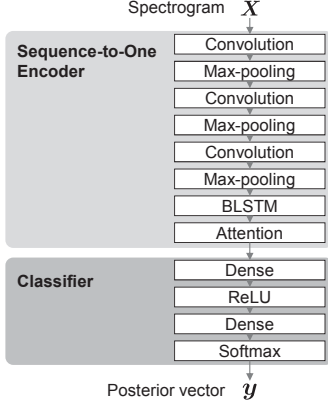 Spectrogram X
Sequence-to-One
Encoder
Convolution
Max-pooling
Convolution
Max-pooling
Convolution
Max-pooling
BLSTM
Attention
Classifier
Dense
ReLU
Dense
Softmax
Posterior vector y